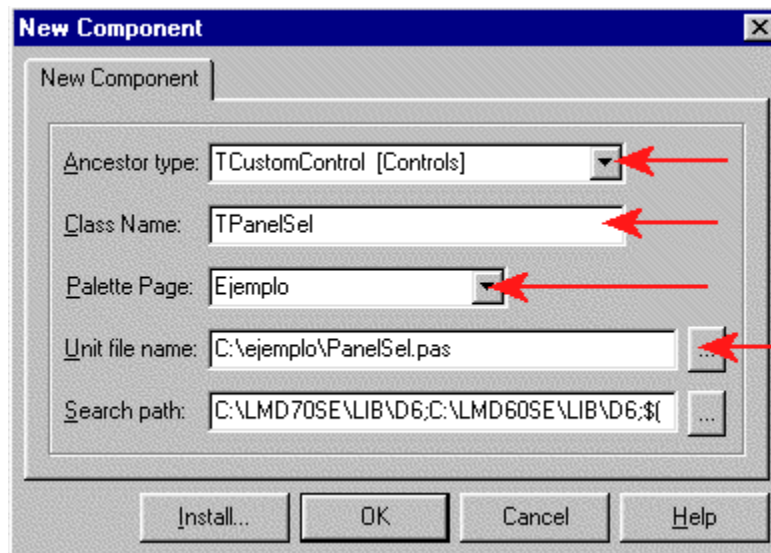 New Component
New Component
Ancestor type: TCustomControl [Controls]
Class Name: TPanelSel
Palette Page: Ejemplo
Unit file name: C:\ejemplo\PanelSel.pas ...
Search path: C:\LMD70SE\LIB\D6;C:\LMD60SE\LIB\D6;$( ...
Install... OK Cancel Help